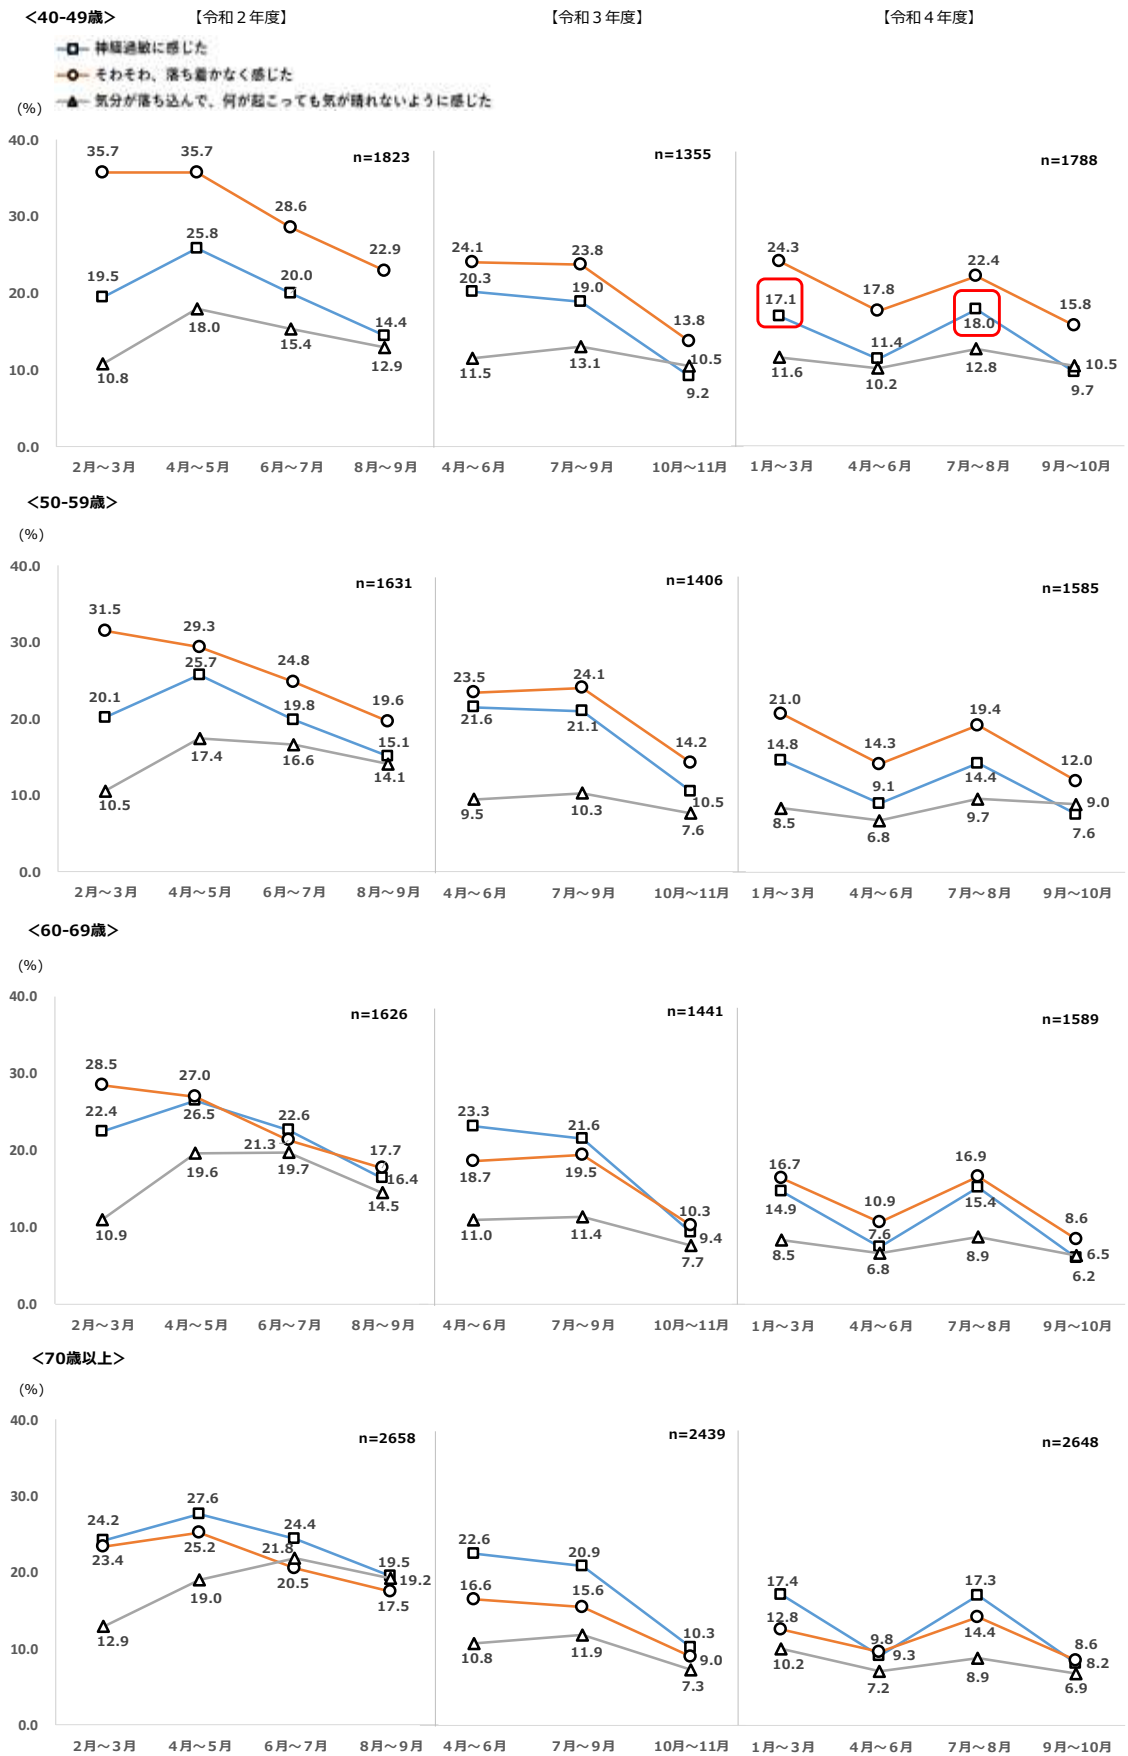 ＜40-49歳＞ 【令和２年度】 【令和３年度】 【令和４年度】
神経過敏に感じた
そわそわ、落ち着かなく感じた
気分が落ち込んで、何が起こっても気が晴れないように感じた
(%)
40.0 35.7 35.7 n=1823 n=1355 n=1788
30.0 28.6 25.8 22.9 24.1 23.8 24.3 22.4
20.0 19.5 20.0 14.4 20.3 19.0 13.8 17.1 17.8 18.0 15.8
18.0 15.4 12.9 10.5 11.4 10.5
10.0 10.8 11.5 13.1 9.2 11.6 10.2 12.8 9.7
0.0
2月～3月 4月～5月 6月～7月 8月～9月 4月～6月 7月～9月 10月～11月 1月～3月 4月～6月 7月～8月 9月～10月
＜50-59歳＞
(%)
40.0 n=1631 n=1406 n=1585
30.0 31.5 29.3 24.8 19.6 23.5 24.1 14.2 21.0 14.3 19.4 12.0
20.0 20.1 25.7 19.8 15.1 21.6 21.1 10.5 14.8 9.1 14.4 7.6
10.0 10.5 17.4 16.6 14.1 9.5 10.3 7.6 8.5 6.8 9.7 9.0
0.0
2月～3月 4月～5月 6月～7月 8月～9月 4月～6月 7月～9月 10月～11月 1月～3月 4月～6月 7月～8月 9月～10月
＜60-69歳＞
(%)
40.0 n=1626 n=1441 n=1589
30.0 28.5 27.0 21.3 17.7 18.7 19.5 10.3 16.7 10.9 16.9 8.6
20.0 22.4 26.5 22.6 16.4 23.3 21.6 9.4 14.9 7.6 15.4 6.2
10.0 10.9 19.6 19.7 14.5 11.0 11.4 7.7 8.5 6.8 8.9 6.5
0.0
2月～3月 4月～5月 6月～7月 8月～9月 4月～6月 7月～9月 10月～11月 1月～3月 4月～6月 7月～8月 9月～10月
＜70歳以上＞
(%)
40.0 n=2658 n=2439 n=2648
30.0 24.2 27.6 24.4 19.5 22.6 20.9 10.3 17.4 9.3 17.3 8.2
20.0 23.4 25.2 20.5 17.5 16.6 15.6 9.0 12.8 9.8 14.4 8.6
10.0 12.9 19.0 21.8 19.2 10.8 11.9 7.3 10.2 7.2 8.9 6.9
0.0
2月～3月 4月～5月 6月～7月 8月～9月 4月～6月 7月～9月 10月～11月 1月～3月 4月～6月 7月～8月 9月～10月